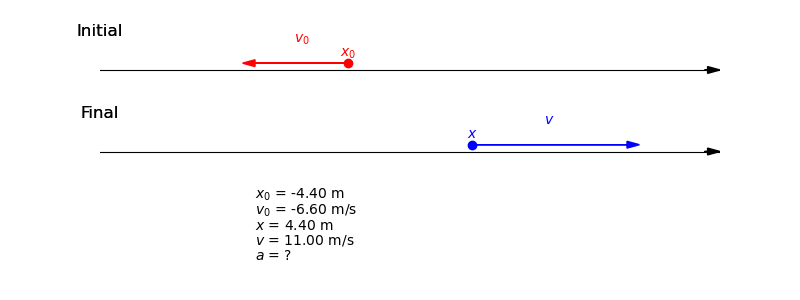 Initial
v₀
x₀
Final
v
x
x₀ = -4.40 m
v₀ = -6.60 m/s
x = 4.40 m
v = 11.00 m/s
a = ?